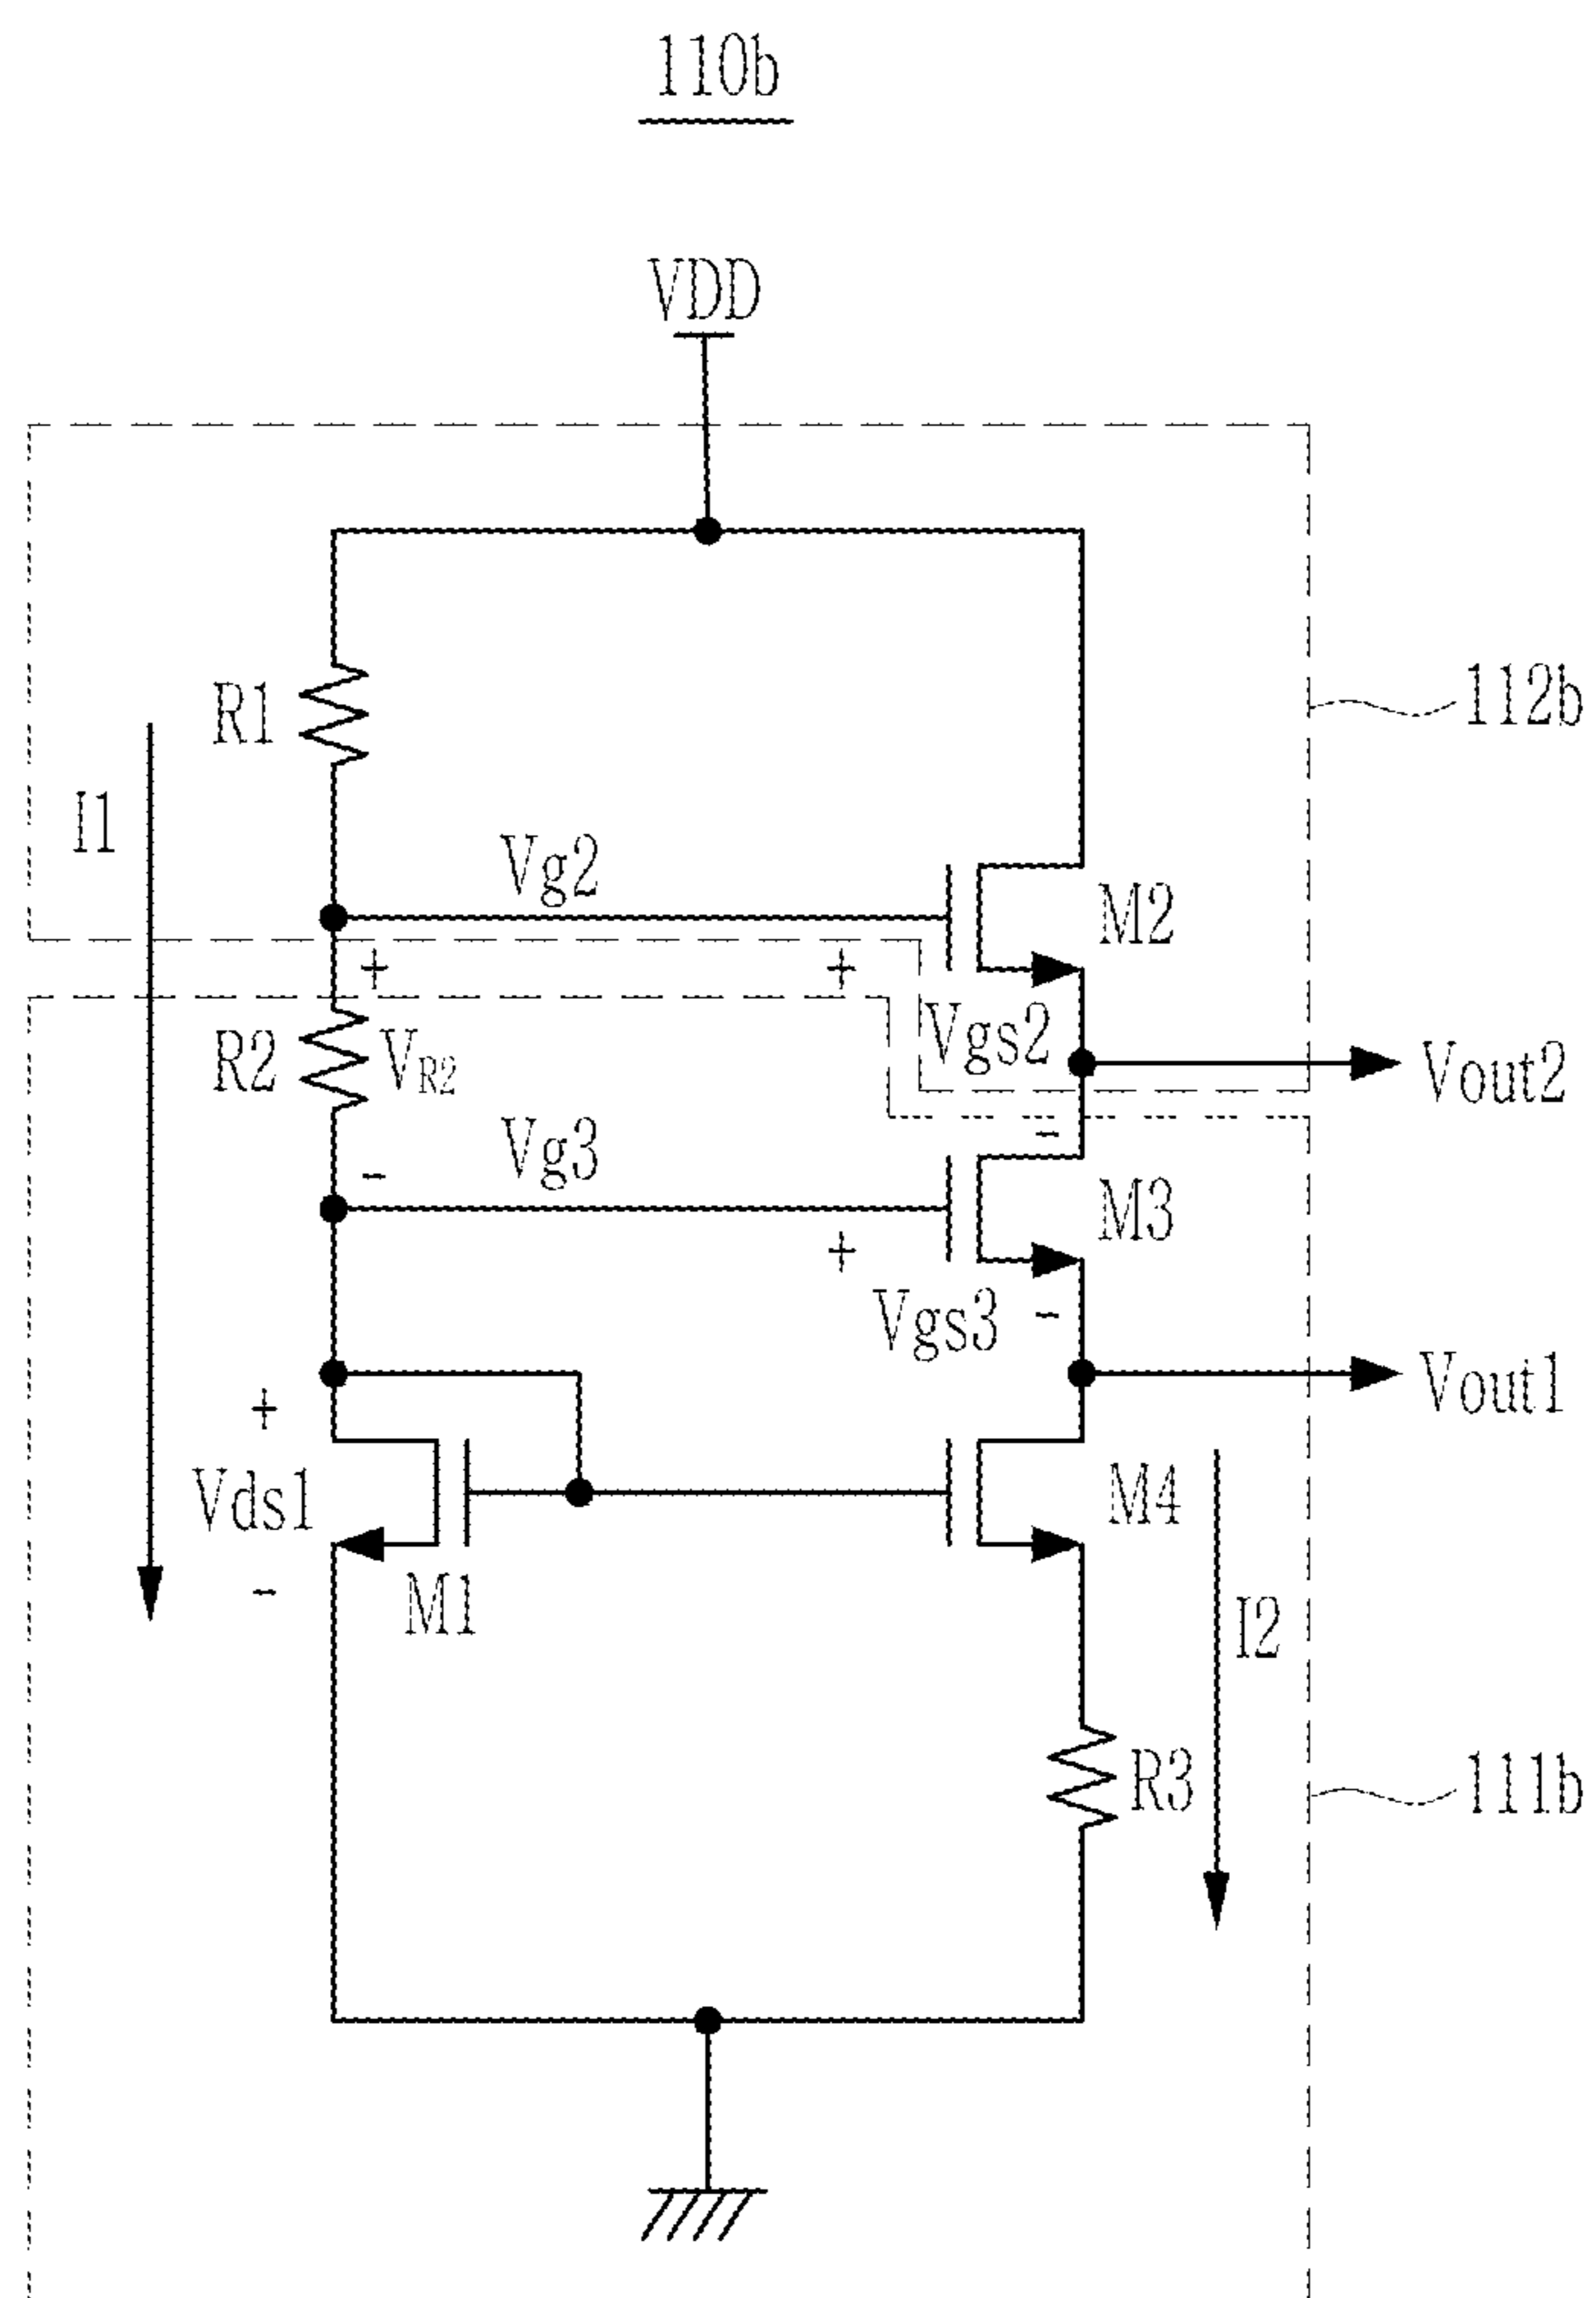 110b
VDD
R1
112b
I1
Vg2
M2
+
+
R2
VR2
Vgs2
Vout2
Vg3
-
-
M3
+
Vgs3
-
Vout1
+
Vds1
M4
-
M1
I2
R3
111b